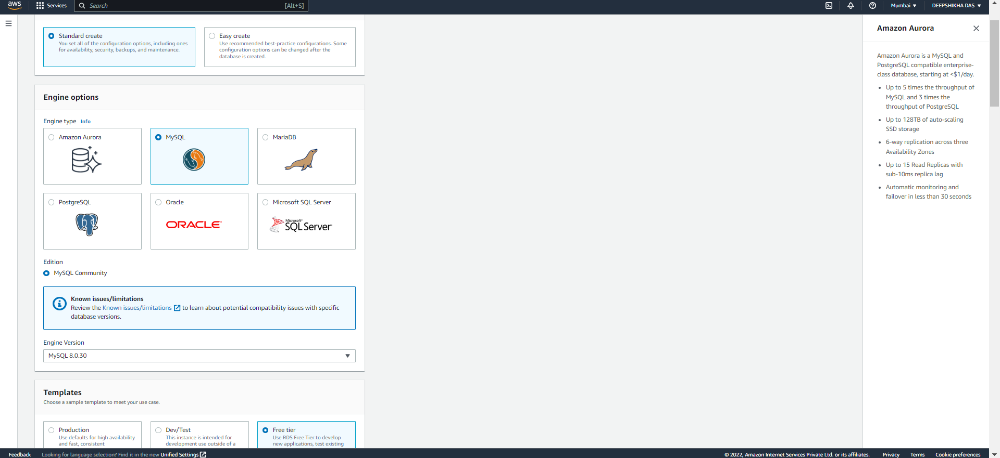 aws
Services
Search
[Alt+S]
Mumbai
DEEPSHIKHA DAS
Standard create
You set all of the configuration options, including ones
for availability, security, backups, and maintenance.
Easy create
Use recommended best-practice configurations. Some
configuration options can be changed after the
database is created.
Engine options
Engine type Info
Amazon Aurora
MySQL
MariaDB
PostgreSQL
Oracle
ORACLE
Microsoft SQL Server
Microsoft
SQL Server
Edition
MySQL Community
Known issues/limitations
Review the Known issues/limitations to learn about potential compatibility issues with specific
database versions.
Engine Version
MySQL 8.0.30
Templates
Choose a sample template to meet your use case.
Production
Use defaults for high availability
and fast, consistent
Dev/Test
This instance is intended for
development use outside of a
Free tier
Use RDS Free Tier to develop
new applications, test existing
Amazon Aurora
Amazon Aurora is a MySQL and
PostgreSQL compatible enterprise-
class database, starting at <$1/day.
Up to 5 times the throughput of
MySQL and 3 times the
throughput of PostgreSQL
Up to 128TB of auto-scaling
SSD storage
6-way replication across three
Availability Zones
Up to 15 Read Replicas with
sub-10ms replica lag
Automatic monitoring and
failover in less than 30 seconds
Feedback
Looking for language selection? Find it in the new Unified Settings
© 2022, Amazon Internet Services Private Ltd. or its affiliates.
Privacy
Terms
Cookie preferences